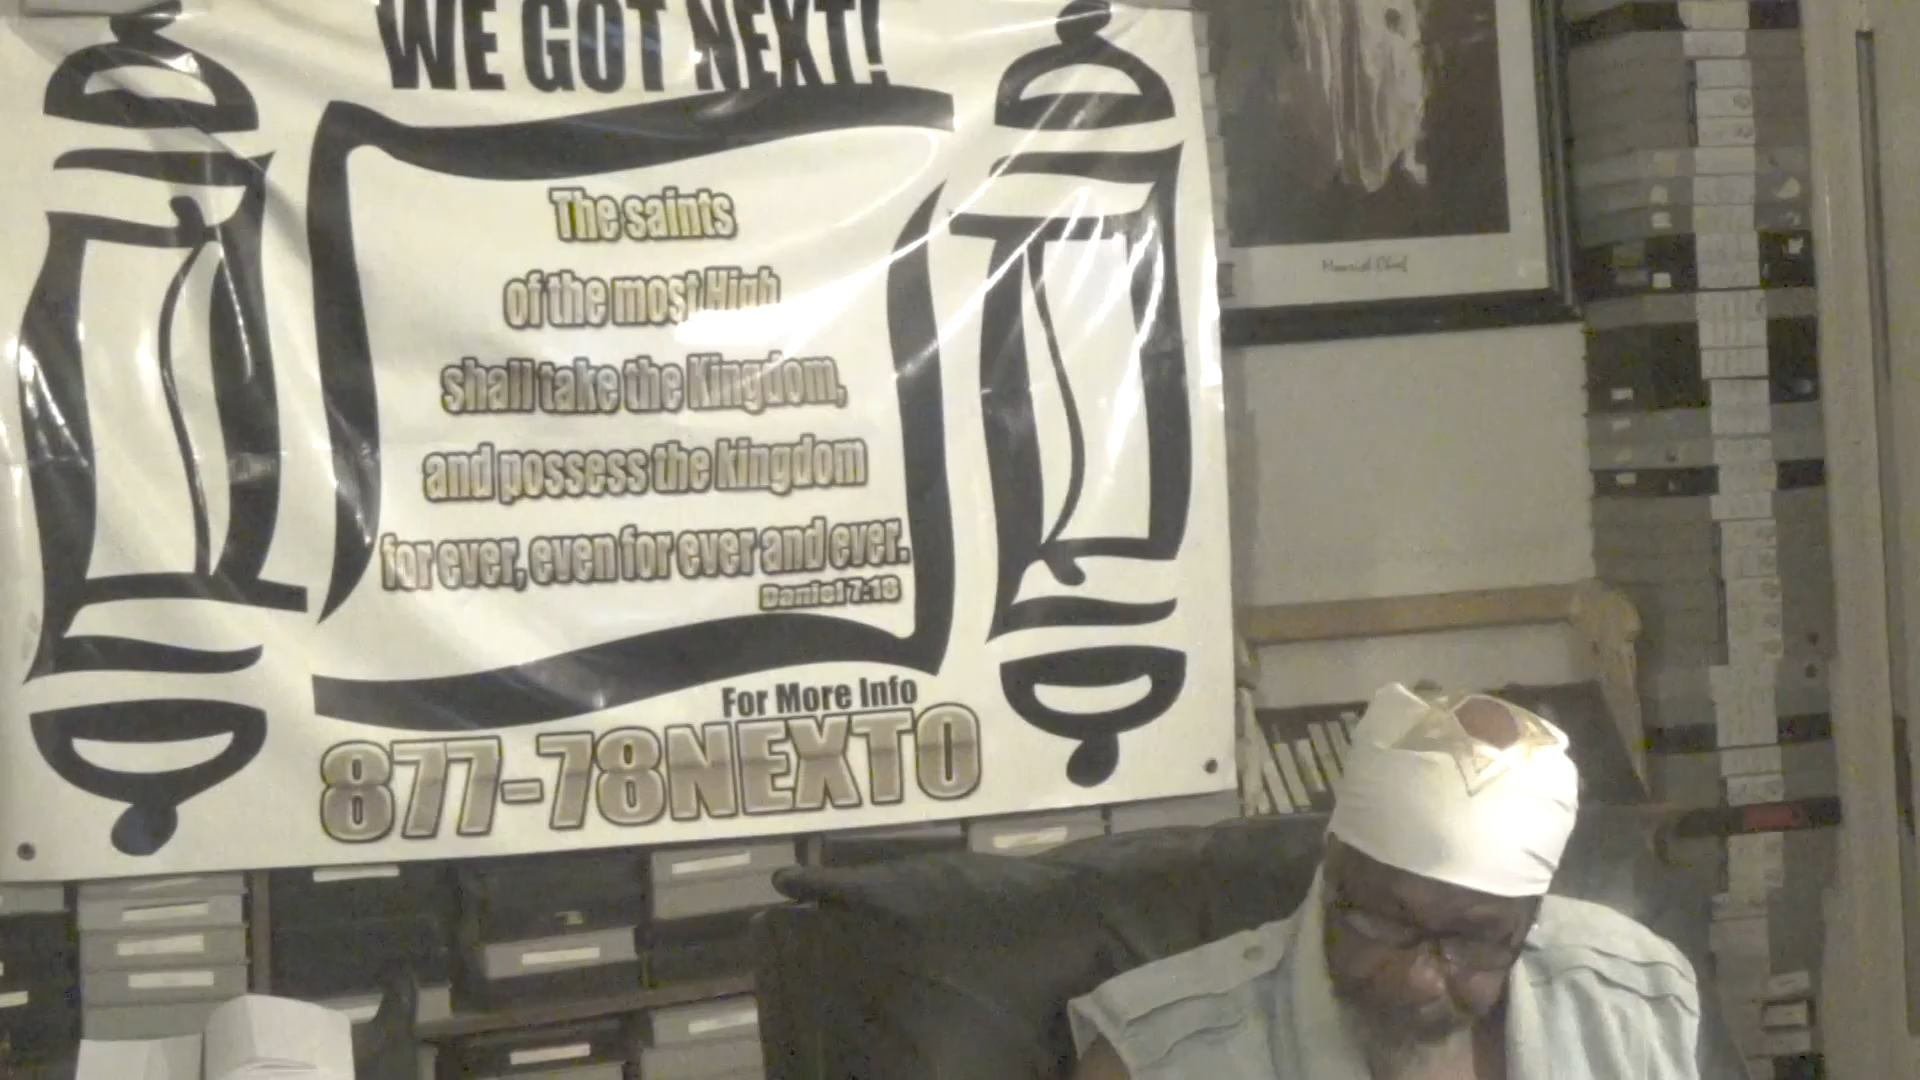 WE GOT NEXT!
The saints
of the most High
shall take the Kingdom,
and possess the kingdom
for ever, even for ever and ever.
Daniel 7:18
For More Info
877-78NEXTO